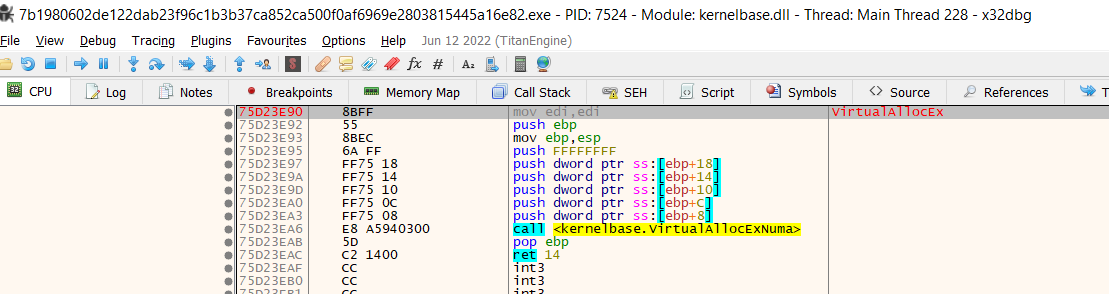 7b1980602de122dab23f96c1b3b37ca852ca500f0af6969e2803815445a16e82.exe - PID: 7524 - Module: kernelbase.dll - Thread: Main Thread 228 - x32dbg
File View Debug Tracing Plugins Favourites Options Help Jun 12 2022 (TitanEngine)
CPU Log Notes Breakpoints Memory Map Call Stack SEH Script Symbols Source References T
75D23E90 8BFF mov edi,edi VirtualAllocEx
75D23E92 55 push ebp
75D23E93 8BEC mov ebp,esp
75D23E95 6A FF push FFFFFFFF
75D23E97 FF75 18 push dword ptr ss:[ebp+18]
75D23E9A FF75 14 push dword ptr ss:[ebp+14]
75D23E9D FF75 10 push dword ptr ss:[ebp+10]
75D23EA0 FF75 0C push dword ptr ss:[ebp+C]
75D23EA3 FF75 08 push dword ptr ss:[ebp+8]
75D23EA6 E8 A5940300 call <kernelbase.VirtualAllocExNuma>
75D23EAB 5D pop ebp
75D23EAC C2 1400 ret 14
75D23EAF CC int3
75D23EB0 CC int3
75D23EB1 CC int3